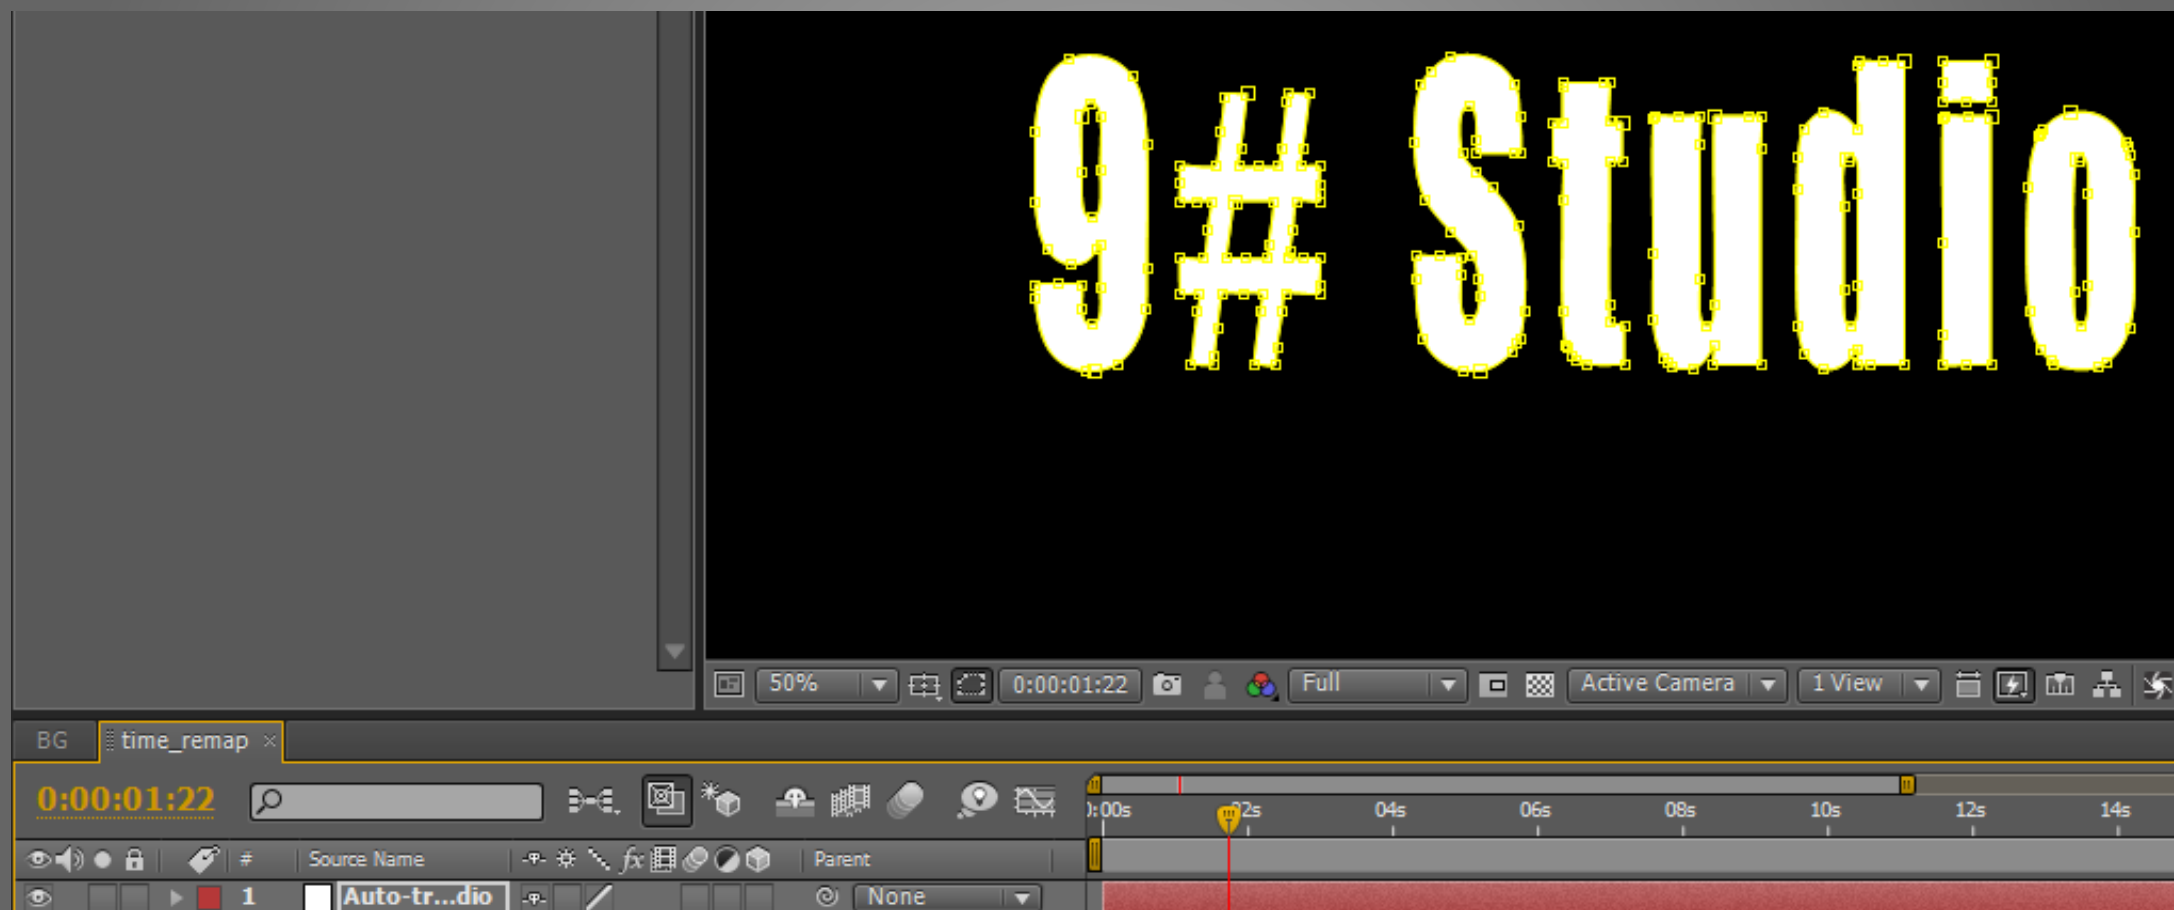 9# Studio
50%
0:00:01:22
Full
Active Camera
1 View
BG
time_remap
0:00:01:22
0:00s
02s
04s
06s
08s
10s
12s
14s
#
Source Name
fx
Parent
1
Auto-tr...dio
None